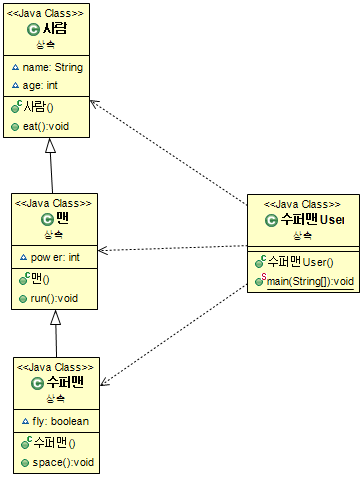 <<Java Class>>
C 사람
상속
name: String
age: int
C 사람()
eat():void
<<Java Class>>
C 맨
상속
power: int
C 맨()
run():void
<<Java Class>>
C 수퍼맨
상속
fly: boolean
C 수퍼맨()
space():void
<<Java Class>>
C 수퍼맨User
상속
C 수퍼맨User()
S main(String[]):void